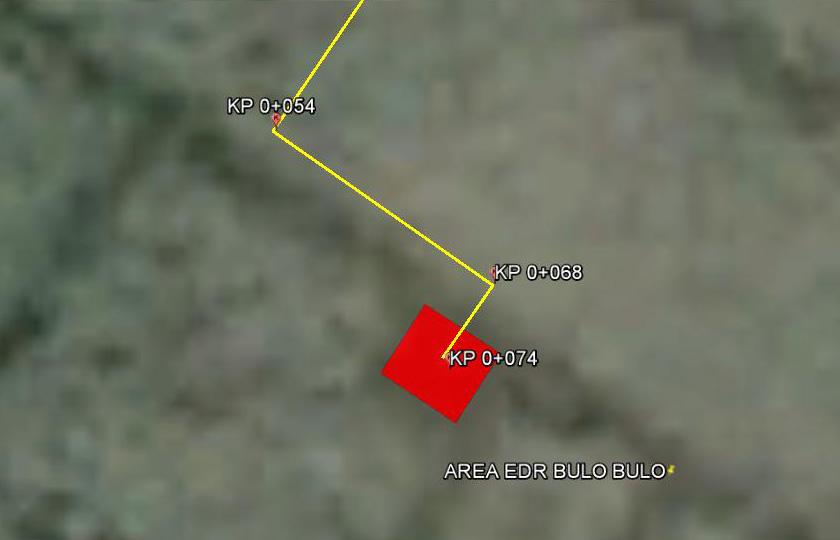 KP 0+054
KP 0+068
KP 0+074
AREA EDR BULO BULO